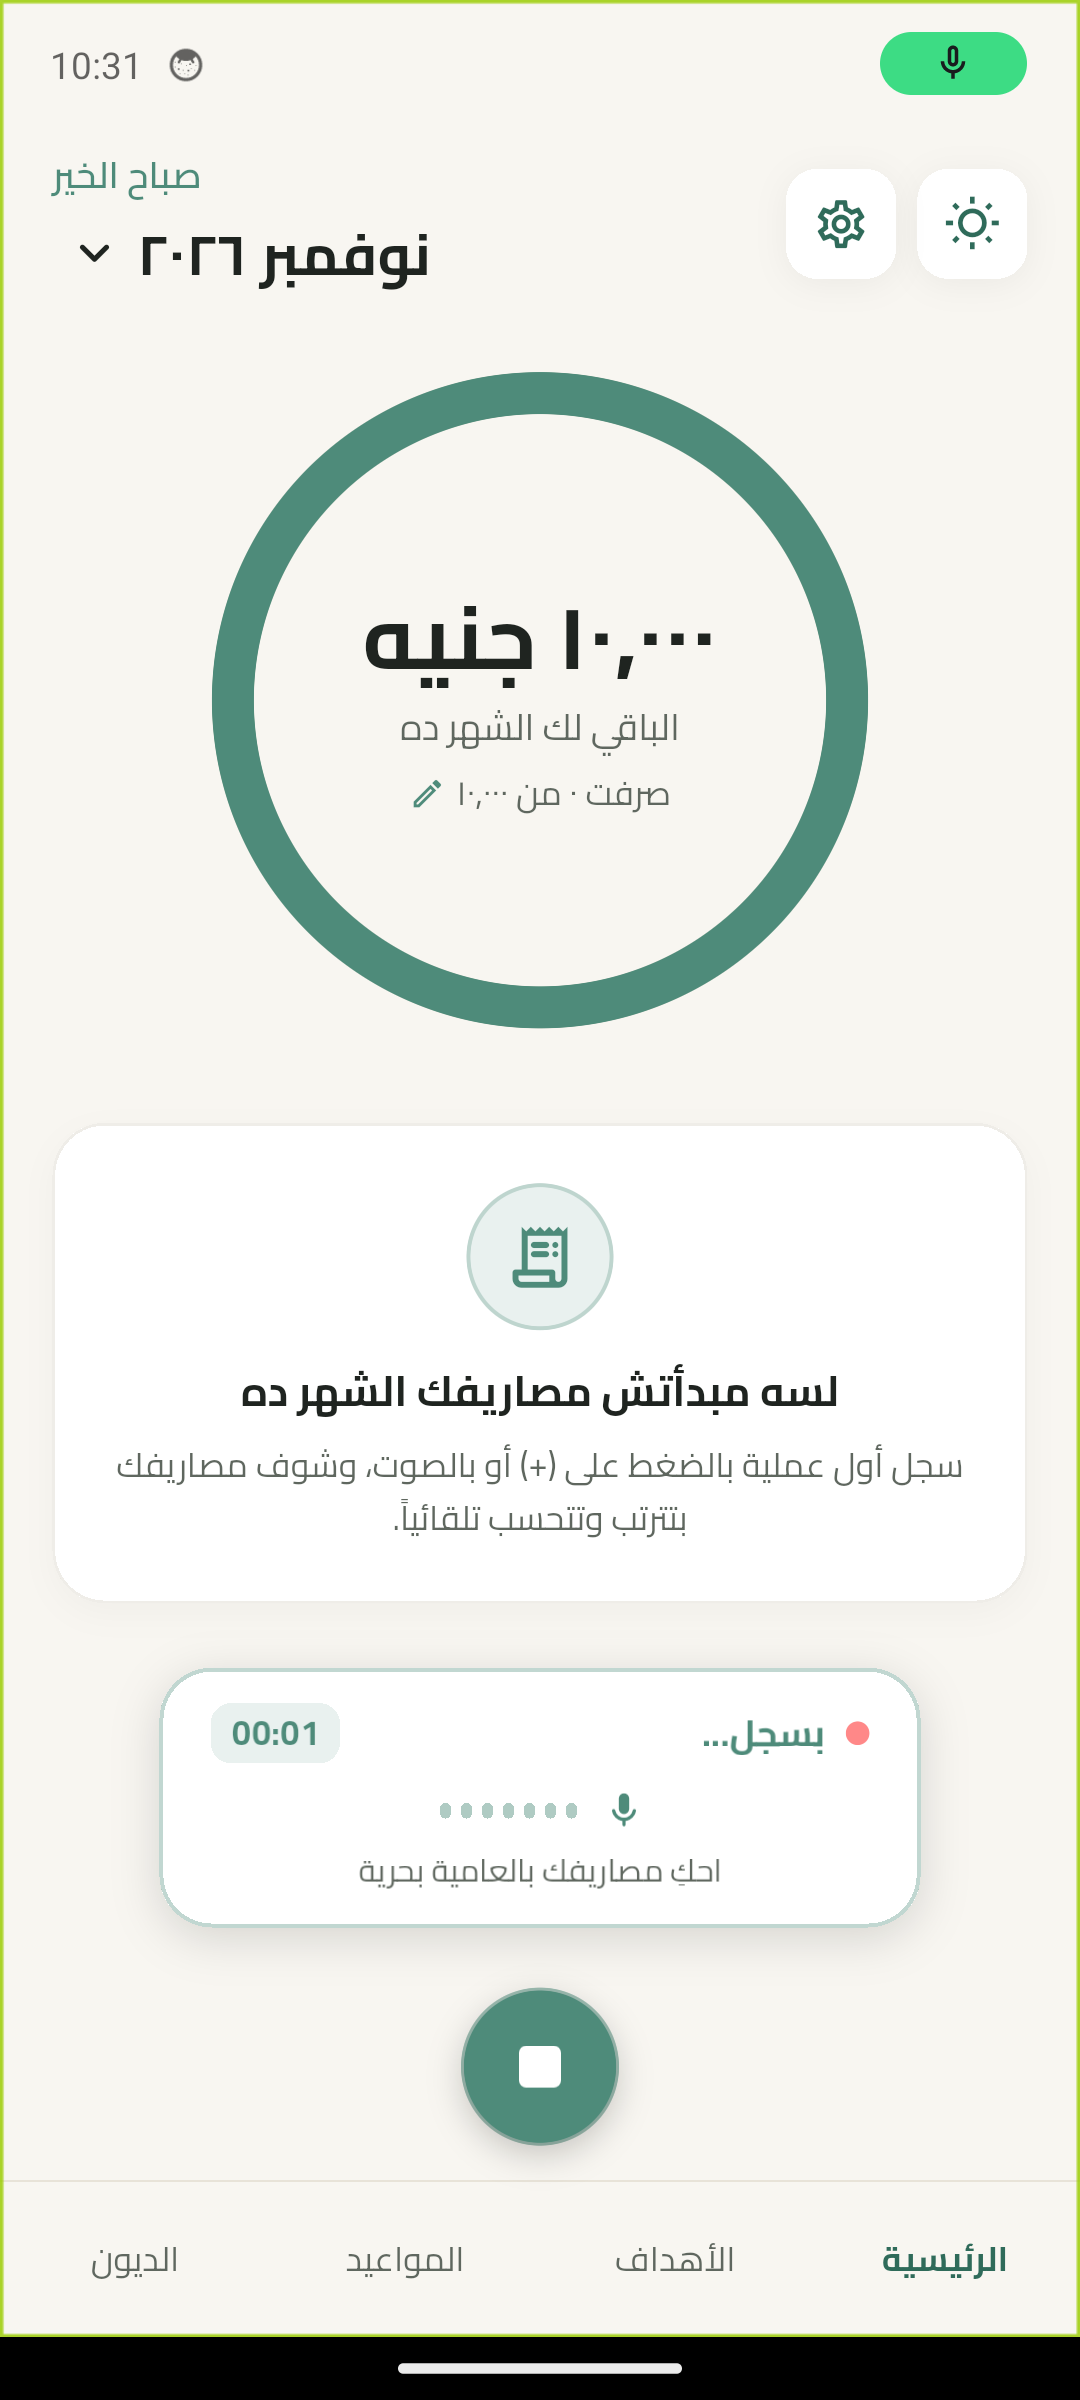 10:31
صباح الخير
نوفمبر ٢٠٢٦
١٠,٠٠٠ جنيه
الباقي لك الشهر ده
صرفت ٠ من ١٠,٠٠٠
لسه مبدأتش مصاريفك الشهر ده
سجل أول عملية بالضغط على (+) أو بالصوت، وشوف مصاريفك
بتترتب وتتحسب تلقائياً.
بسجل...
00:01
احكِ مصاريفك بالعامية بحرية
الرئيسية
الأهداف
المواعيد
الديون